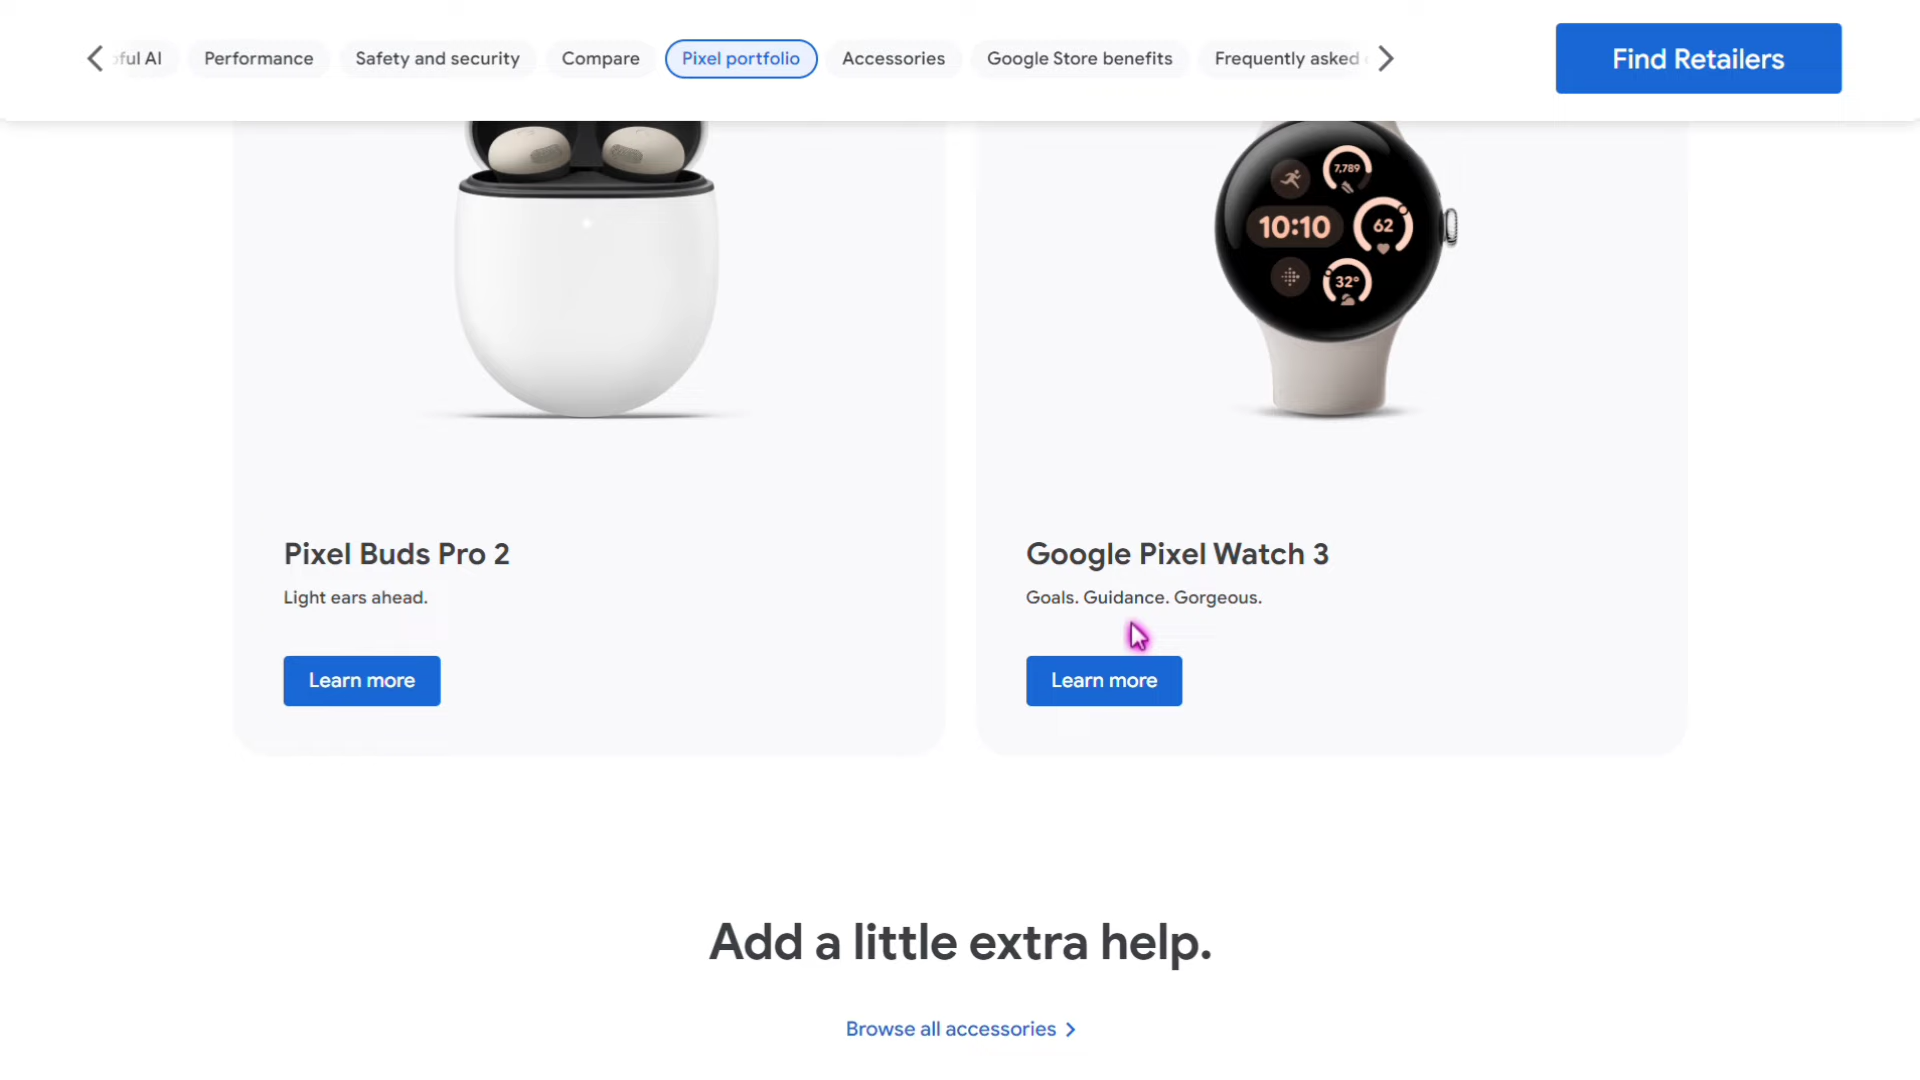 ful AI
Performance
Safety and security
Compare
Pixel portfolio
Accessories
Google Store benefits
Frequently asked
Find Retailers
7,789
10:10
62
32°
Pixel Buds Pro 2
Light ears ahead.
Learn more
Google Pixel Watch 3
Goals. Guidance. Gorgeous.
Learn more
Add a little extra help.
Browse all accessories